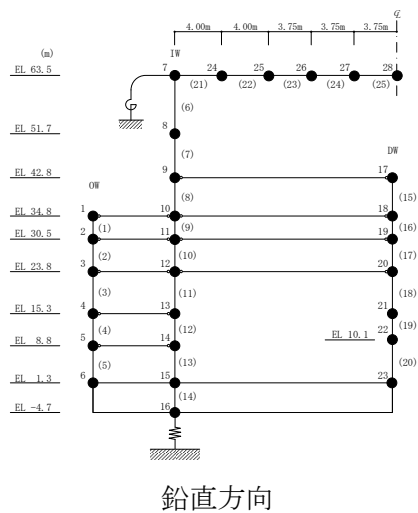 ℄
4.00m 4.00m 3.75m 3.75m 3.75m
(m) IW
EL 63.5 7 24 25 26 27 28
(21) (22) (23) (24) (25)
(6)
EL 51.7 8
(7)
EL 42.8 9 17 DW
OW (8) (15)
EL 34.8 1 10 18
(1) (9) (16)
EL 30.5 2 11 19
(2) (10) (17)
EL 23.8 3 12 20
(3) (11) (18)
EL 15.3 4 13 21
(4) (12) (19)
EL 8.8 5 14 EL 10.1 22
(5) (13) (20)
EL 1.3 6 15 23
(14)
EL -4.7 16
鉛直方向